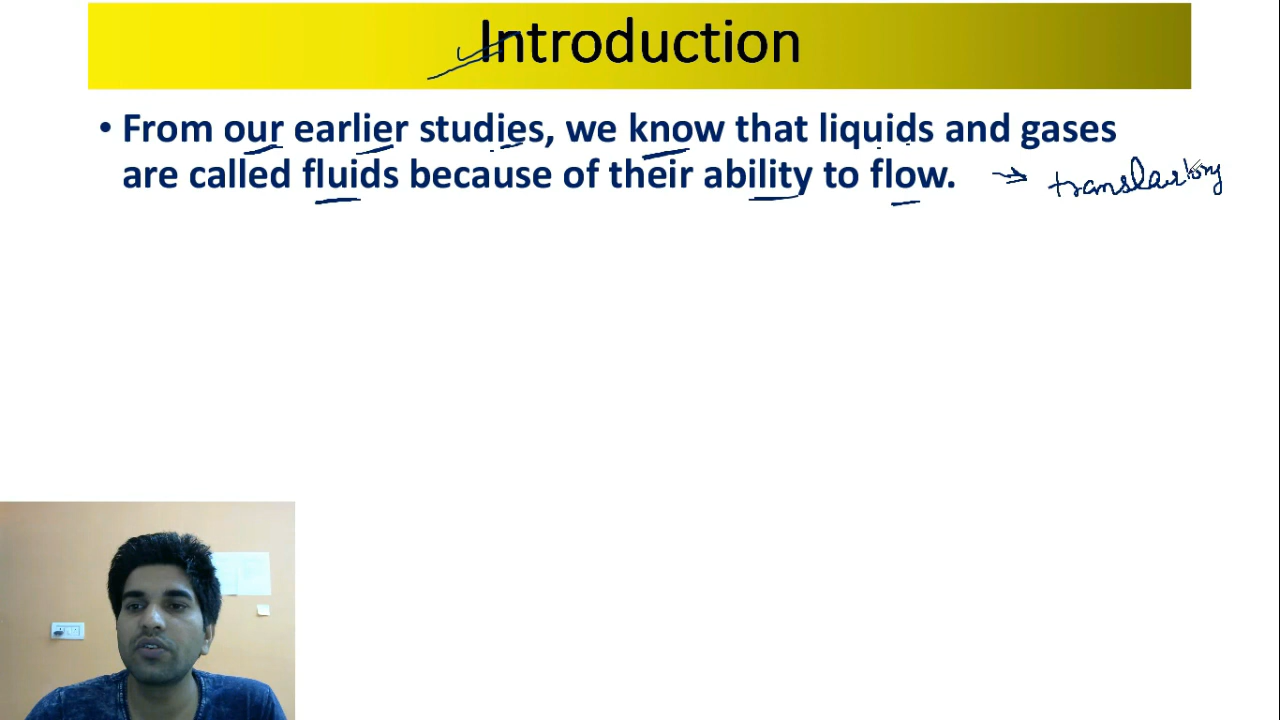 Introduction
• From our earlier studies, we know that liquids and gases
are called fluids because of their ability to flow. → translatory